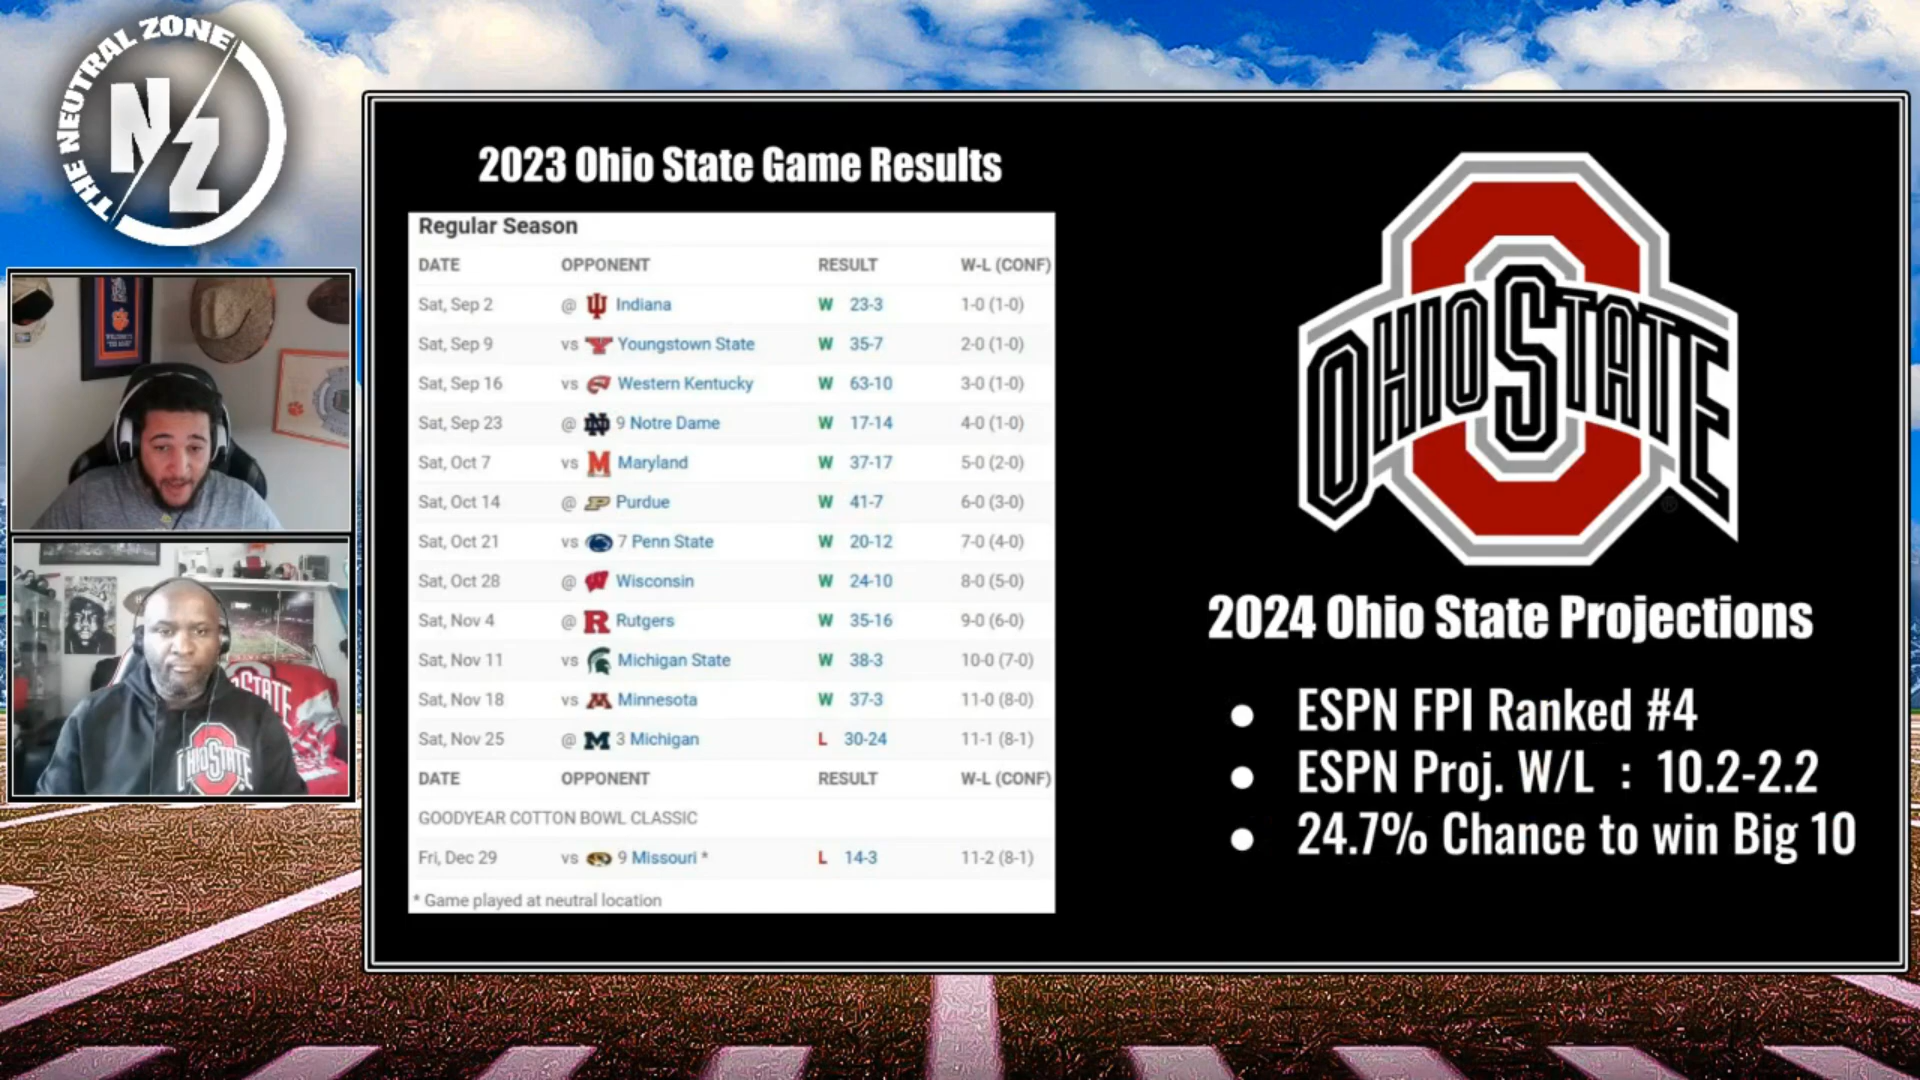 THE NEUTRAL ZONE
NZ
2023 Ohio State Game Results
Regular Season
DATE OPPONENT RESULT W-L (CONF)
Sat, Sep 2 @ Indiana W 23-3 1-0 (1-0)
Sat, Sep 9 vs Youngstown State W 35-7 2-0 (1-0)
Sat, Sep 16 vs Western Kentucky W 63-10 3-0 (1-0)
Sat, Sep 23 @ 9 Notre Dame W 17-14 4-0 (1-0)
Sat, Oct 7 vs Maryland W 37-17 5-0 (2-0)
Sat, Oct 14 @ Purdue W 41-7 6-0 (3-0)
Sat, Oct 21 vs 7 Penn State W 20-12 7-0 (4-0)
Sat, Oct 28 @ Wisconsin W 24-10 8-0 (5-0)
Sat, Nov 4 @ Rutgers W 35-16 9-0 (6-0)
Sat, Nov 11 vs Michigan State W 38-3 10-0 (7-0)
Sat, Nov 18 vs Minnesota W 37-3 11-0 (8-0)
Sat, Nov 25 @ 3 Michigan L 30-24 11-1 (8-1)
DATE OPPONENT RESULT W-L (CONF)
GOODYEAR COTTON BOWL CLASSIC
Fri, Dec 29 vs 9 Missouri * L 14-3 11-2 (8-1)
* Game played at neutral location
OHIO STATE
2024 Ohio State Projections
● ESPN FPI Ranked #4
● ESPN Proj. W/L : 10.2-2.2
● 24.7% Chance to win Big 10
STATE
OHIO STATE